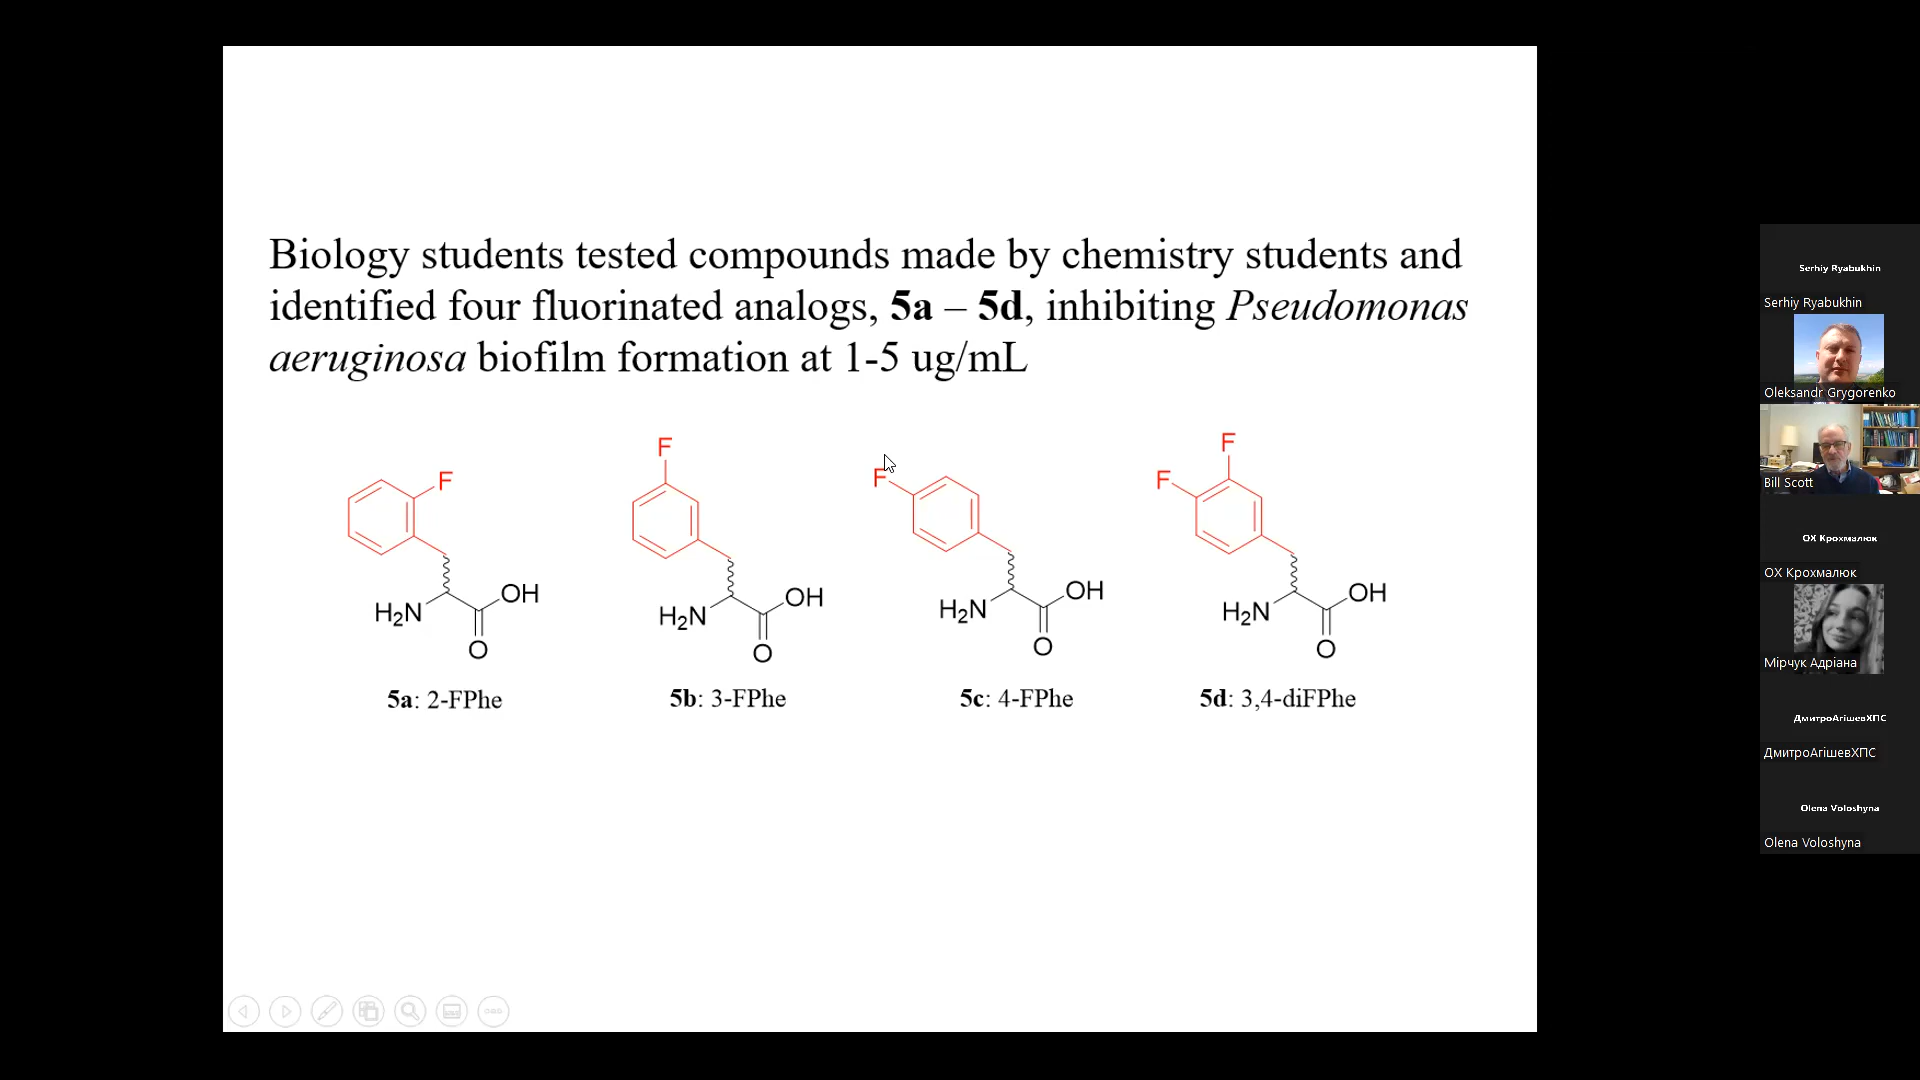 Biology students tested compounds made by chemistry students and
identified four fluorinated analogs, 5a – 5d, inhibiting Pseudomonas
aeruginosa biofilm formation at 1-5 ug/mL
F
F
F
F
F
H₂N
OH
O
H₂N
OH
O
H₂N
OH
O
H₂N
OH
O
5a: 2-FPhe
5b: 3-FPhe
5c: 4-FPhe
5d: 3,4-diFPhe
Serhiy Ryabukhin
Serhiy Ryabukhin
Oleksandr Grygorenko
Bill Scott
ОХ Крохмалюк
ОХ Крохмалюк
Мірчук Адріана
ДмитроАгішевХПС
ДмитроАгішевХПС
Olena Voloshyna
Olena Voloshyna